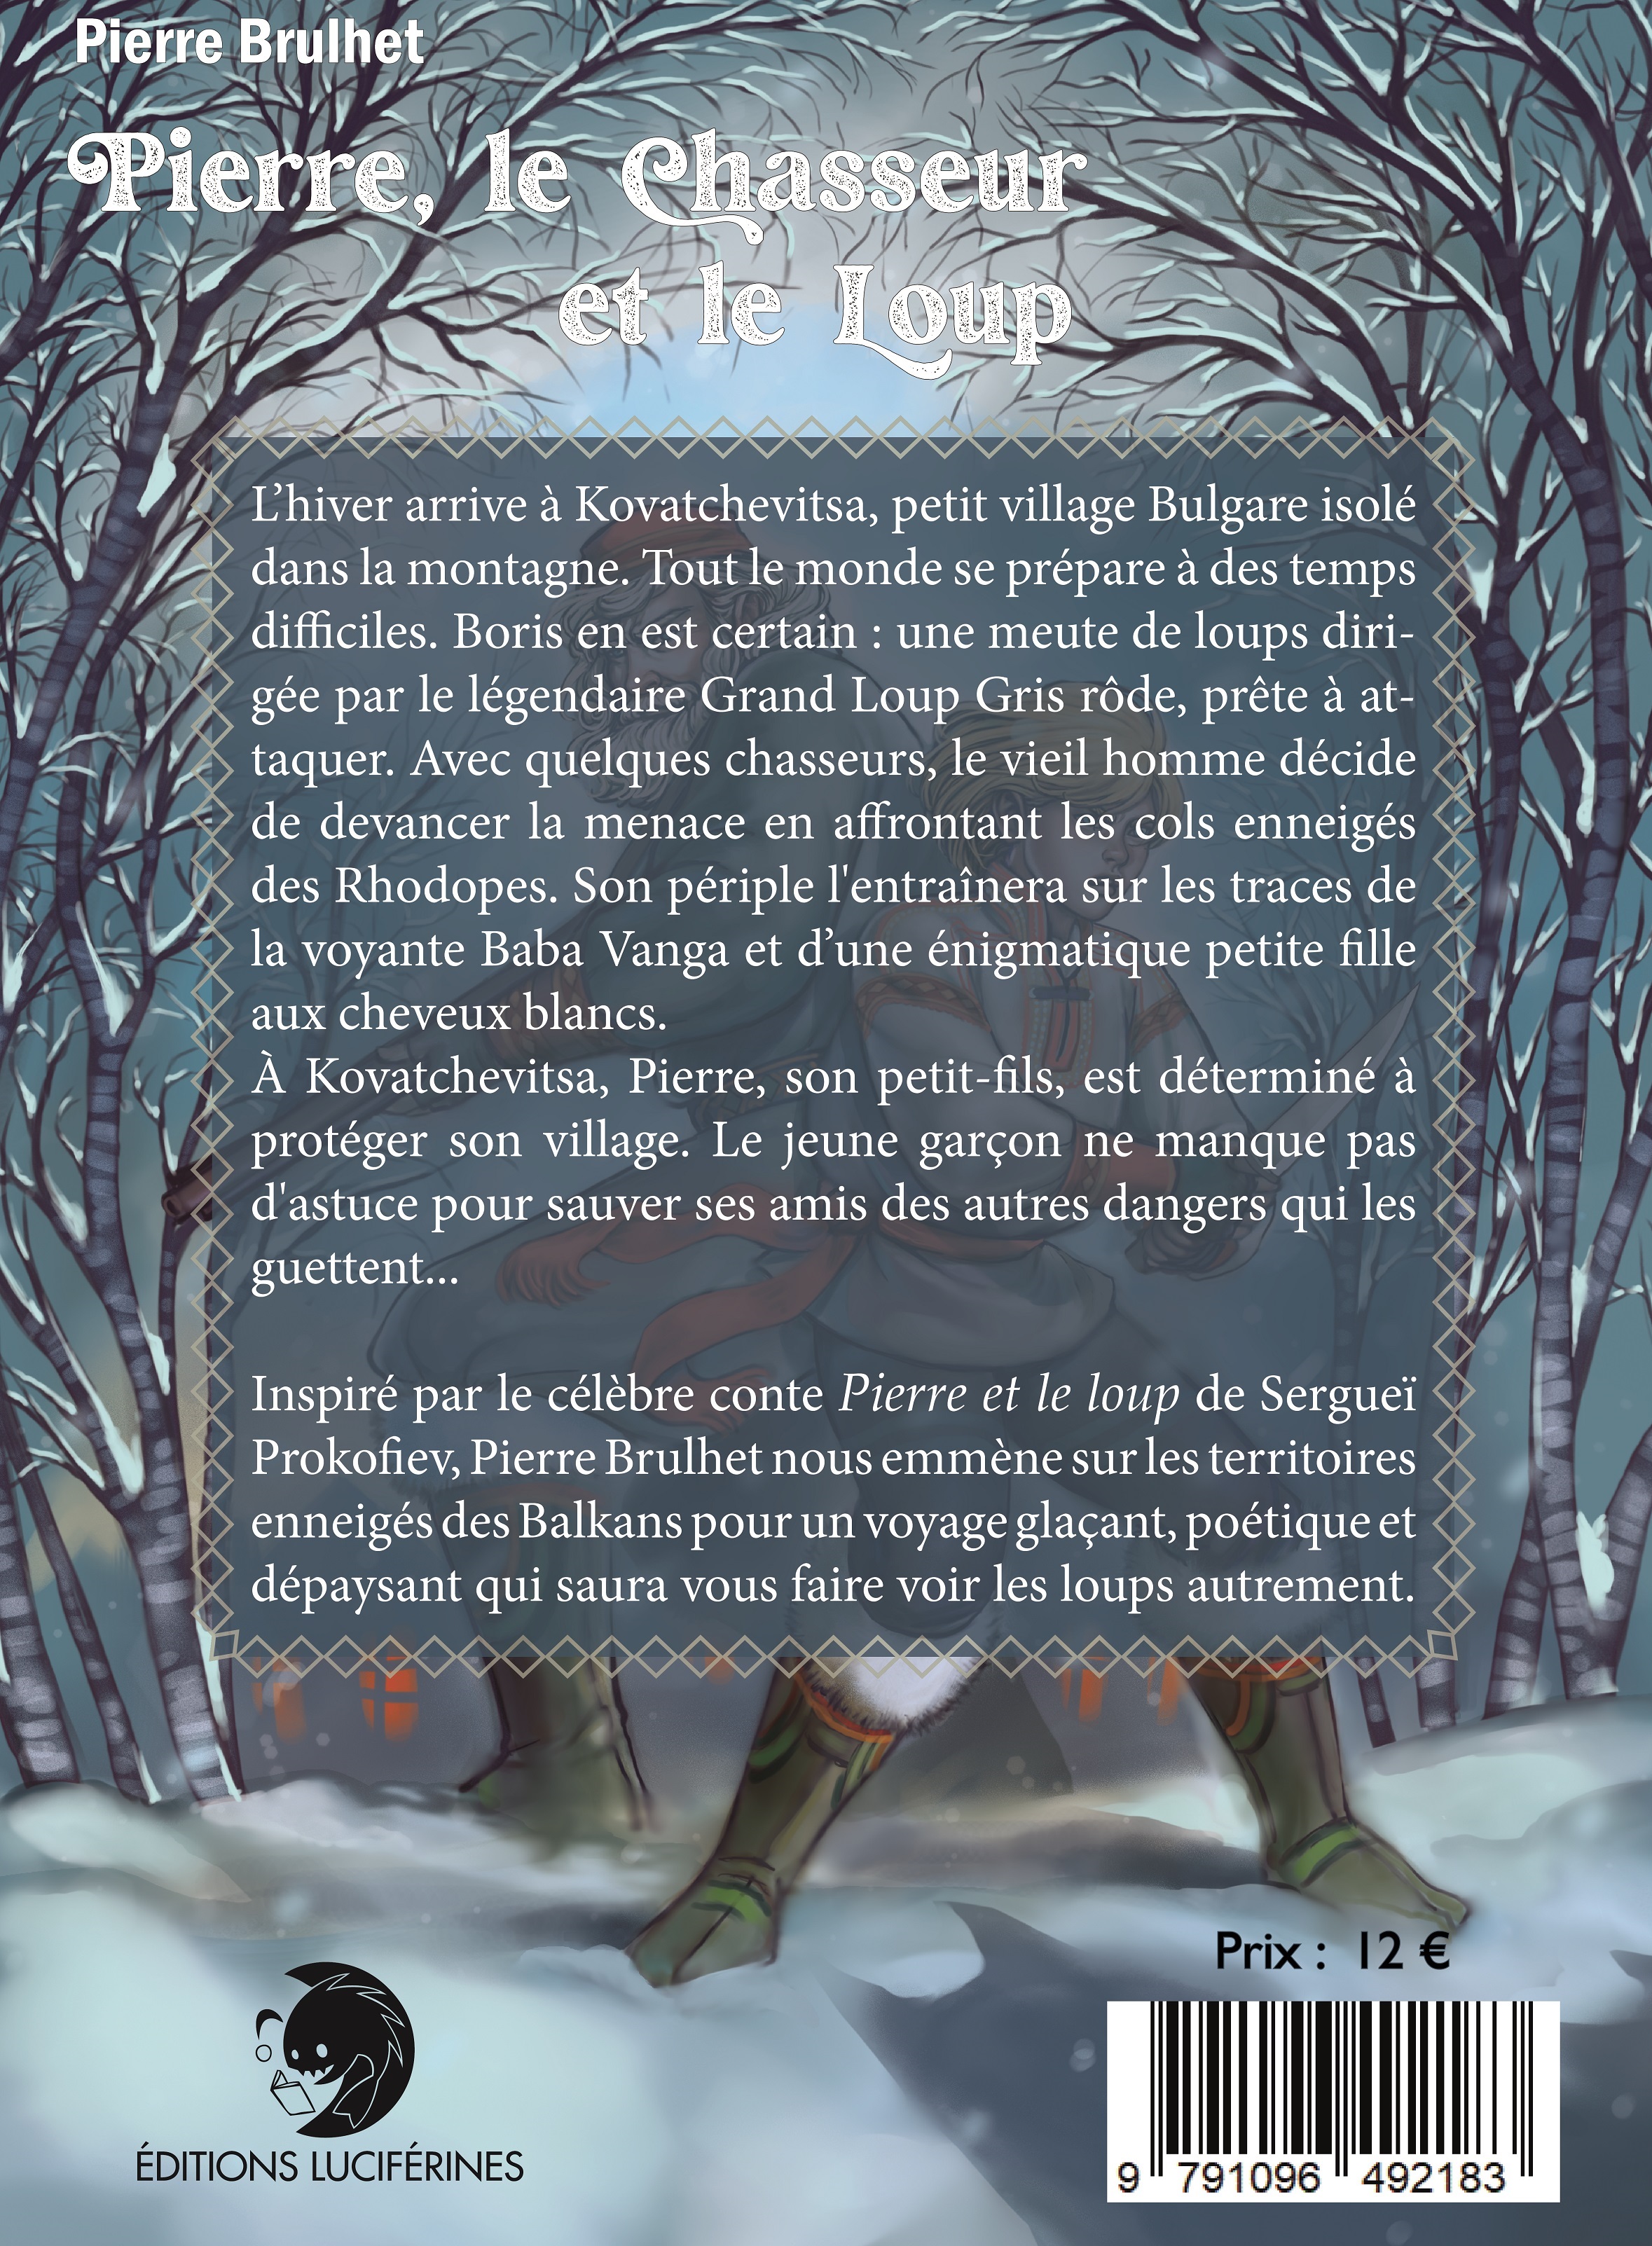 Pierre Brulhet
Pierre, le Chasseur
et le Loup
L’hiver arrive à Kovatchevitsa, petit village Bulgare isolé
dans la montagne. Tout le monde se prépare à des temps
difficiles. Boris en est certain : une meute de loups diri-
gée par le légendaire Grand Loup Gris rôde, prête à at-
taquer. Avec quelques chasseurs, le vieil homme décide
de devancer la menace en affrontant les cols enneigés
des Rhodopes. Son périple l'entraînera sur les traces de
la voyante Baba Vanga et d’une énigmatique petite fille
aux cheveux blancs.
À Kovatchevitsa, Pierre, son petit-fils, est déterminé à
protéger son village. Le jeune garçon ne manque pas
d'astuce pour sauver ses amis des autres dangers qui les
guettent...
Inspiré par le célèbre conte Pierre et le loup de Sergueï
Prokofiev, Pierre Brulhet nous emmène sur les territoires
enneigés des Balkans pour un voyage glaçant, poétique et
dépaysant qui saura vous faire voir les loups autrement.
Prix : 12 €
ÉDITIONS LUCIFÉRINES
9 791096 492183